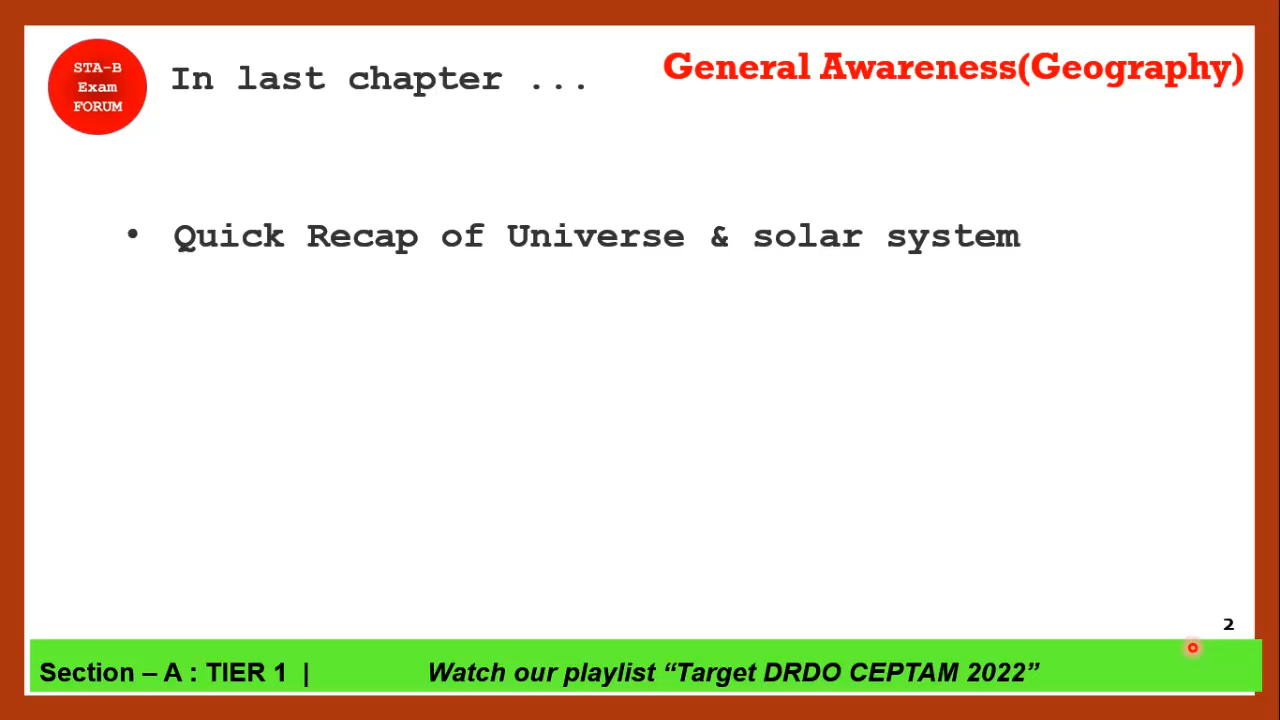 STA-B
Exam
FORUM
In last chapter ...
General Awareness(Geography)
• Quick Recap of Universe & solar system
2
Section – A : TIER 1 | Watch our playlist “Target DRDO CEPTAM 2022”